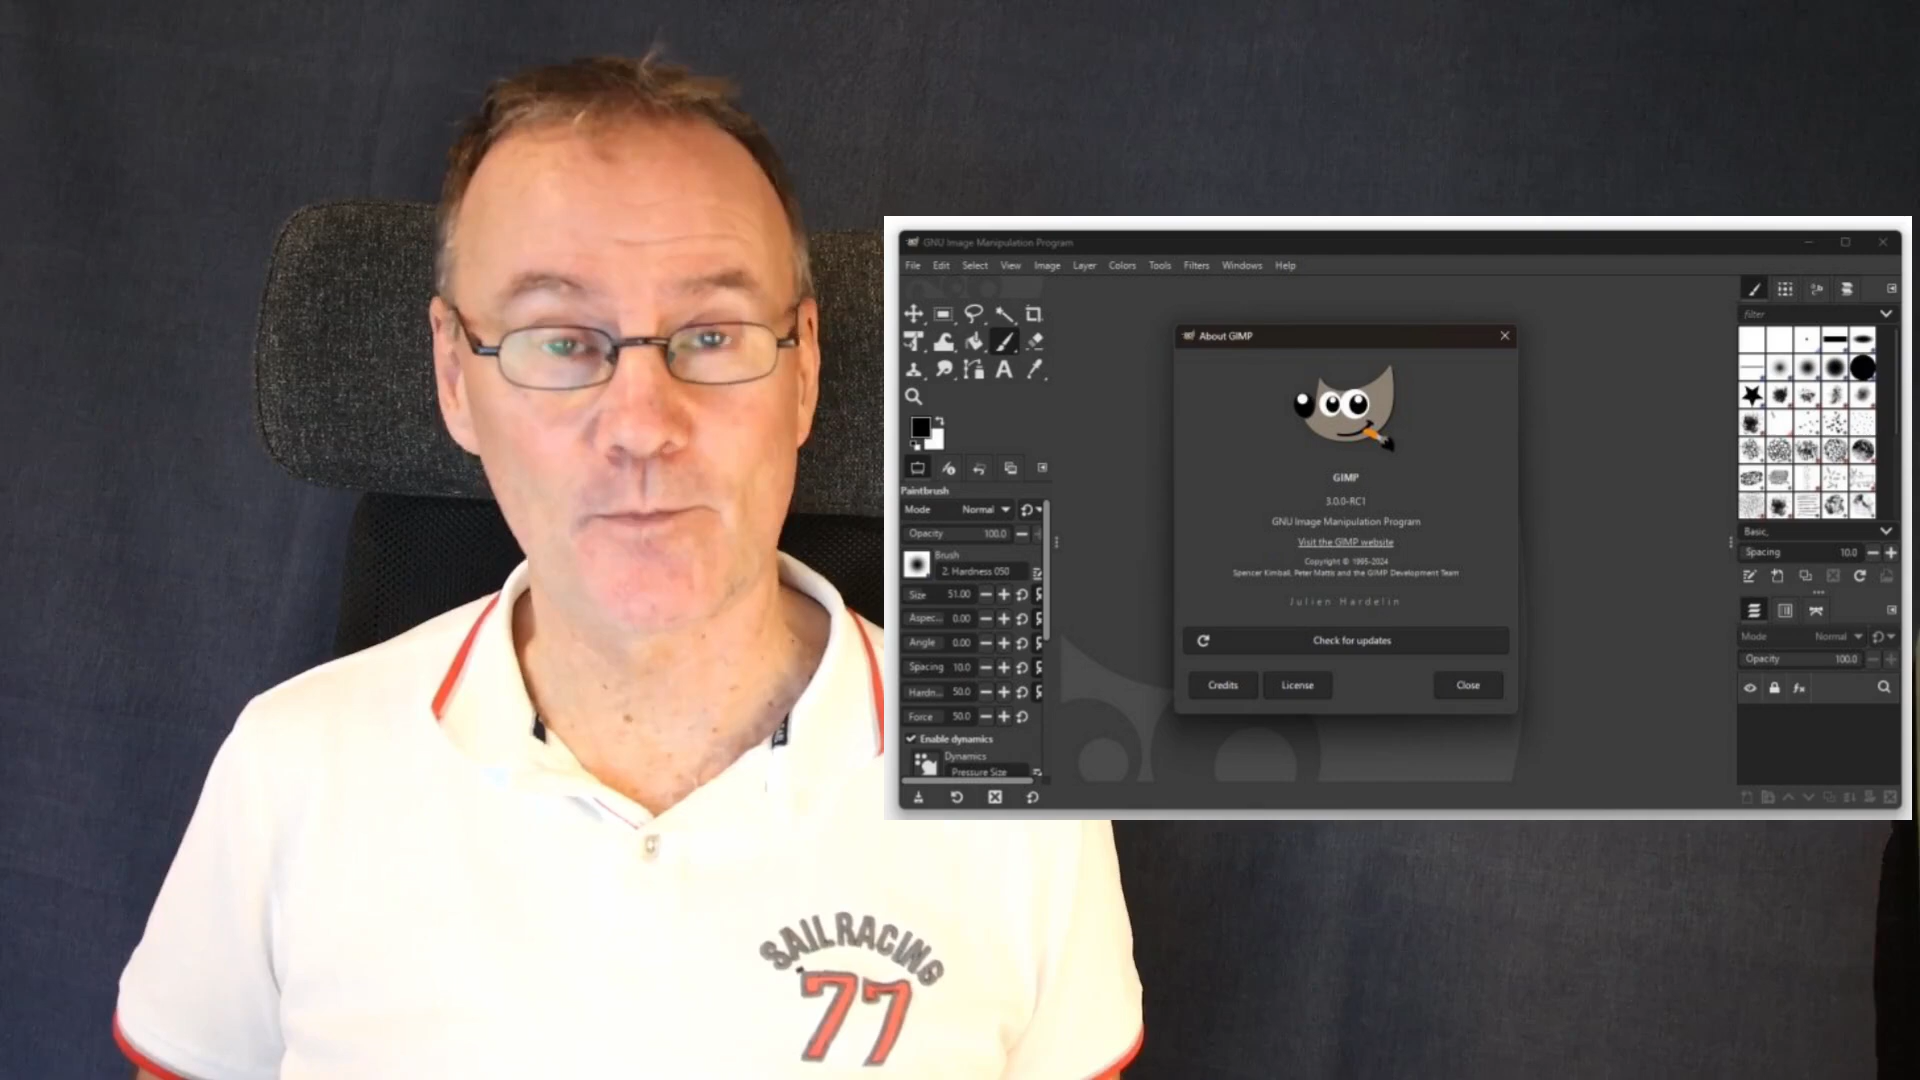 GNU Image Manipulation Program
File Edit Select View Image Layer Colors Tools Filters Windows Help
filter
About GIMP
GIMP
3.0.0-RC1
GNU Image Manipulation Program
Visit the GIMP website
Copyright © 1995-2024
Spencer Kimball, Peter Mattis and the GIMP Development Team
Julien Hardelin
Check for updates
Credits License Close
Paintbrush
Mode Normal
Opacity 100.0
Brush
2. Hardness 050
Size 51.00
Aspec... 0.00
Angle 0.00
Spacing 10.0
Hardn... 50.0
Force 50.0
Enable dynamics
Dynamics
Pressure Size
Basic,
Spacing 10.0
Mode Normal
Opacity 100.0
SAIL RACING
77